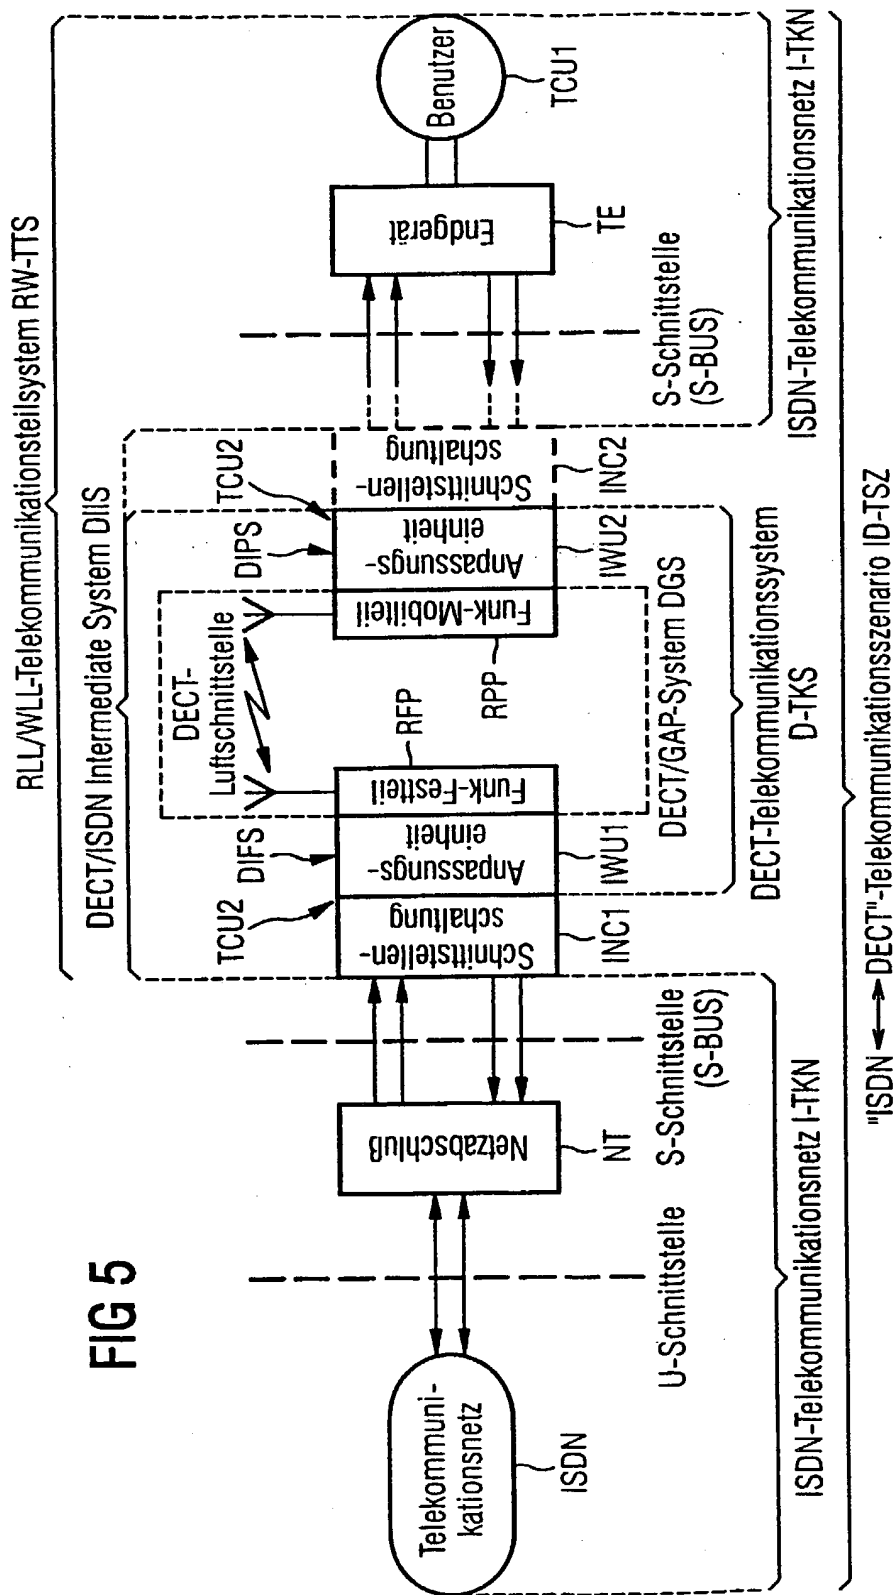 FIG 5
RLL/WLL-Telekommunikationsteilsystem RW-TTS
DECT/ISDN Intermediate System DIIS
TCU2
DIFS
DECT-
Luftschnittstelle
DIPS
TCU2
RFP
RPP
Telekommuni-
kationsnetz
Netzabschluß
Schnittstellen-
schaltung
Anpassungs-
einheit
Funk-Festteil
Funk-Mobilteil
Anpassungs-
einheit
Schnittstellen-
schaltung
Endgerät
Benutzer
ISDN
NT
INC1
IWU1
IWU2
INC2
TE
TCU1
U-Schnittstelle
S-Schnittstelle
(S-BUS)
DECT/GAP-System DGS
S-Schnittstelle
(S-BUS)
DECT-Telekommunikationssystem
D-TKS
ISDN-Telekommunikationsnetz I-TKN
ISDN-Telekommunikationsnetz I-TKN
"ISDN ⟷ DECT"-Telekommunikationsszenario ID-TSZ